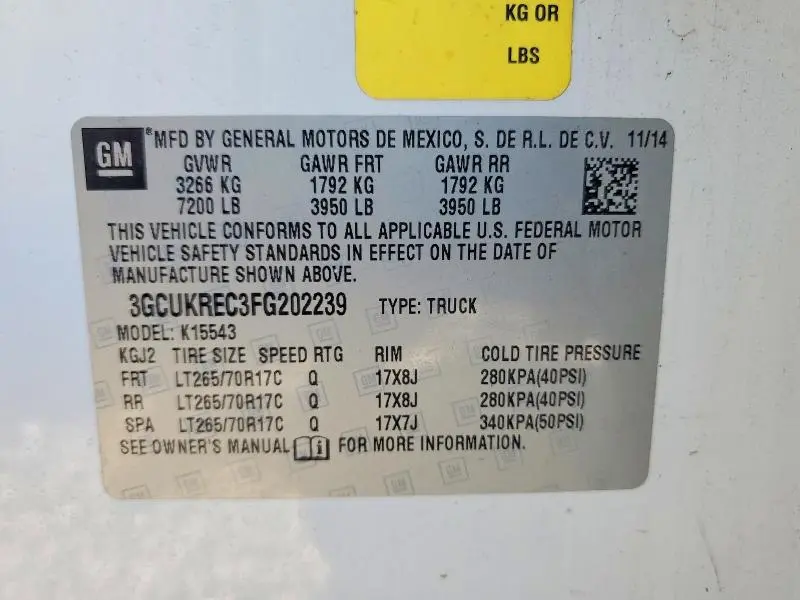 KG OR
LBS
GM ® MFD BY GENERAL MOTORS DE MEXICO, S. DE R.L. DE C.V. 11/14
GVWR GAWR FRT GAWR RR
3266 KG 1792 KG 1792 KG
7200 LB 3950 LB 3950 LB
THIS VEHICLE CONFORMS TO ALL APPLICABLE U.S. FEDERAL MOTOR
VEHICLE SAFETY STANDARDS IN EFFECT ON THE DATE OF
MANUFACTURE SHOWN ABOVE.
3GCUKREC3FG202239 TYPE: TRUCK
MODEL: K15543
KGJ2 TIRE SIZE SPEED RTG RIM COLD TIRE PRESSURE
FRT LT265/70R17C Q 17X8J 280KPA(40PSI)
RR LT265/70R17C Q 17X8J 280KPA(40PSI)
SPA LT265/70R17C Q 17X7J 340KPA(50PSI)
SEE OWNER'S MANUAL FOR MORE INFORMATION.